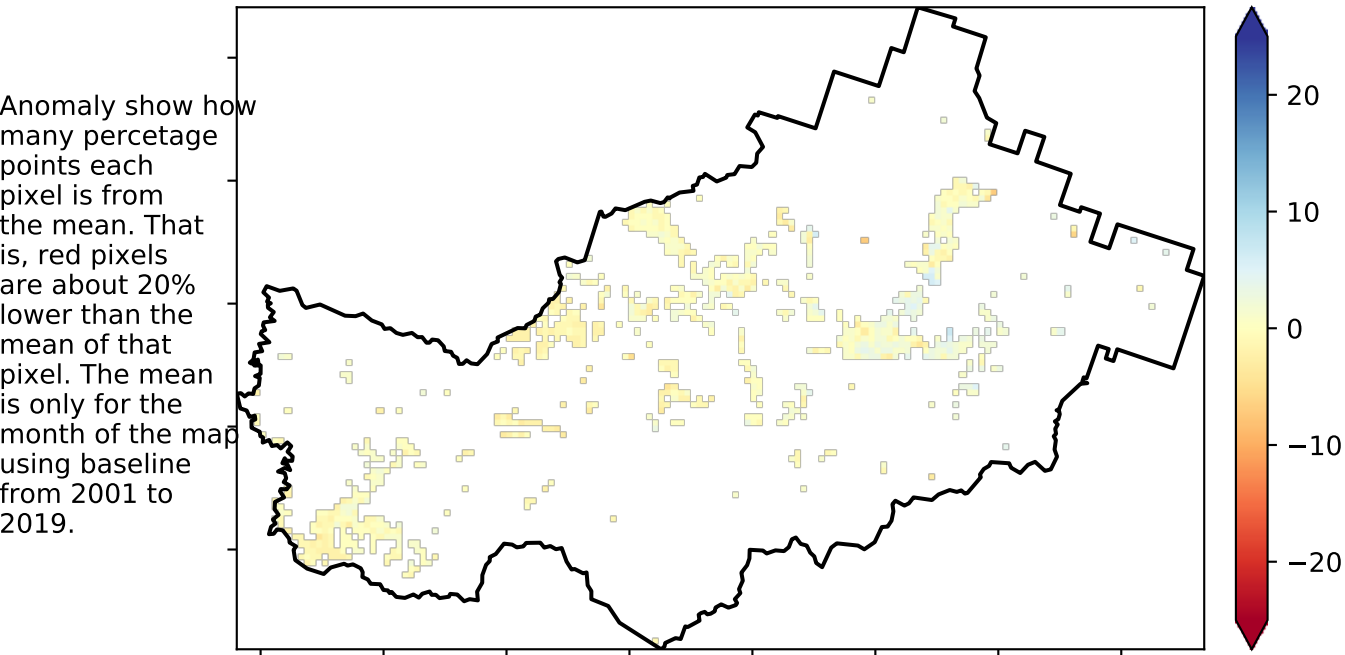 Anomaly show how
many percetage
points each
pixel is from
the mean. That
is, red pixels
are about 20%
lower than the
mean of that
pixel. The mean
is only for the
month of the map
using baseline
from 2001 to
2019.
20
10
0
−10
−20